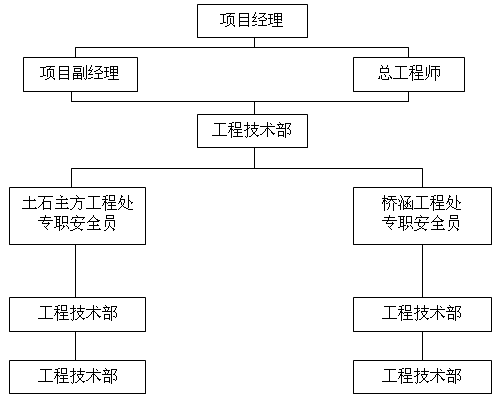 项目经理
项目副经理
总工程师
工程技术部
土石主方工程处
专职安全员
桥涵工程处
专职安全员
工程技术部
工程技术部
工程技术部
工程技术部